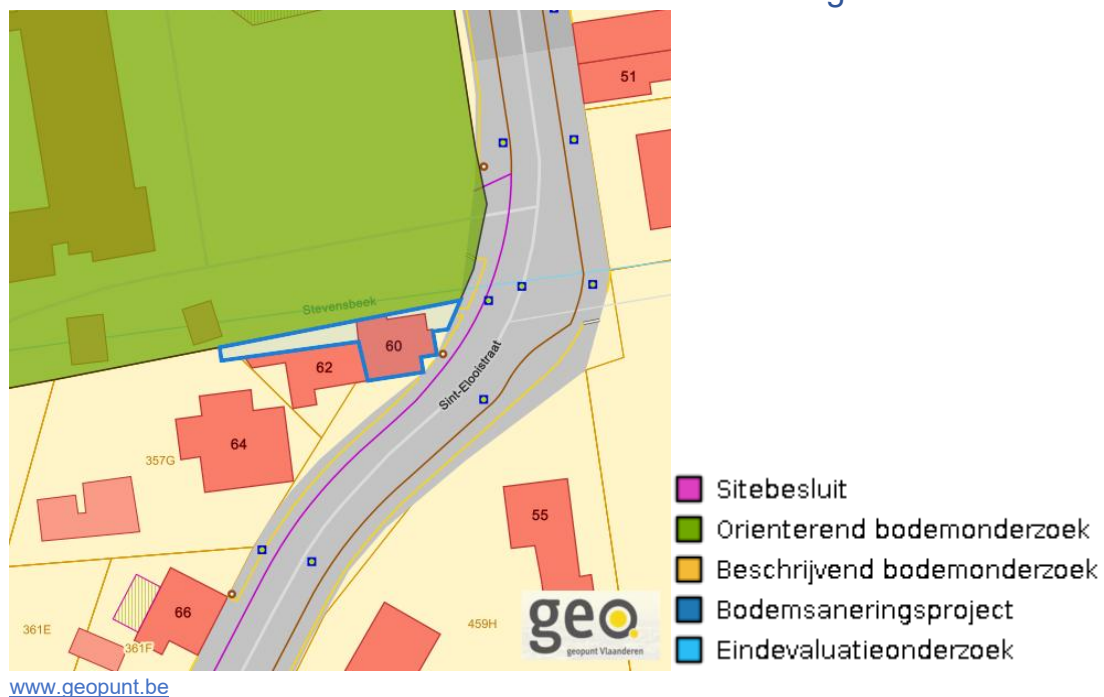 51
Stevensbeek
60
62
Sint-Elooistraat
64
357G
55
66
361E
361F
459H
geo
geopunt Vlaanderen
Sitebesluit
Orienterend bodemonderzoek
Beschrijvend bodemonderzoek
Bodemsaneringsproject
Eindevaluatieonderzoek
www.geopunt.be